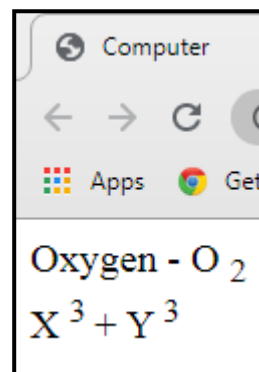 Computer
Apps Get
Oxygen - O ₂
X ³ + Y ³